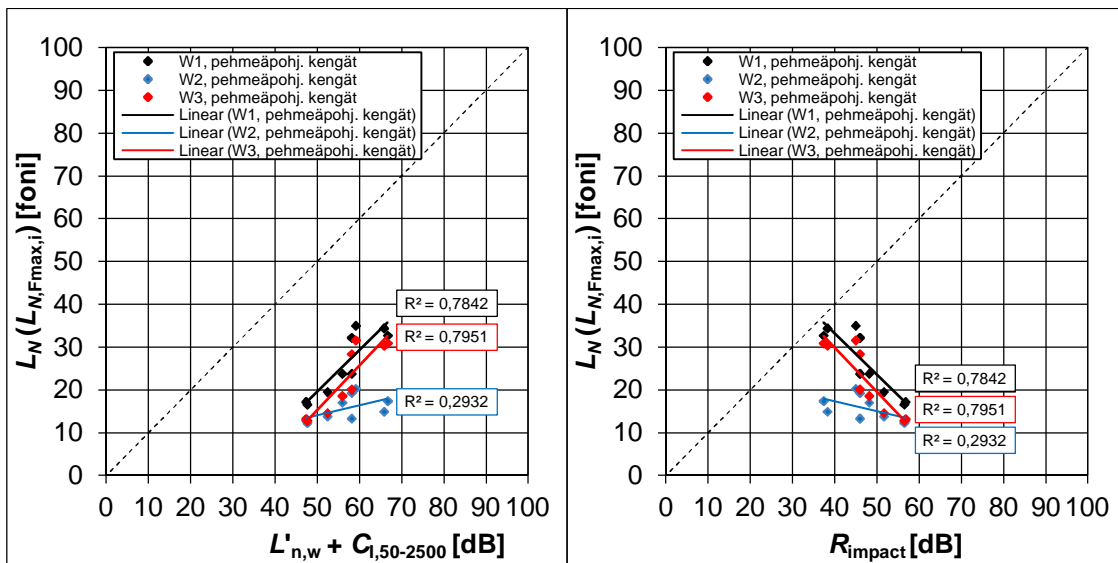 100
90
80
70
60
50
40
30
20
10
0
0 10 20 30 40 50 60 70 80 90 100
L_N (L_N,Fmax,i) [foni]
L'n,w + CI,50-2500 [dB]
W1, pehmeäpohj. kengät
W2, pehmeäpohj. kengät
W3, pehmeäpohj. kengät
Linear (W1, pehmeäpohj. kengät)
Linear (W2, pehmeäpohj. kengät)
Linear (W3, pehmeäpohj. kengät)
R² = 0,7842
R² = 0,7951
R² = 0,2932
100
90
80
70
60
50
40
30
20
10
0
0 10 20 30 40 50 60 70 80 90 100
L_N (L_N,Fmax,i) [foni]
Rimpact [dB]
W1, pehmeäpohj. kengät
W2, pehmeäpohj. kengät
W3, pehmeäpohj. kengät
Linear (W1, pehmeäpohj. kengät)
Linear (W2, pehmeäpohj. kengät)
Linear (W3, pehmeäpohj. kengät)
R² = 0,7842
R² = 0,7951
R² = 0,2932